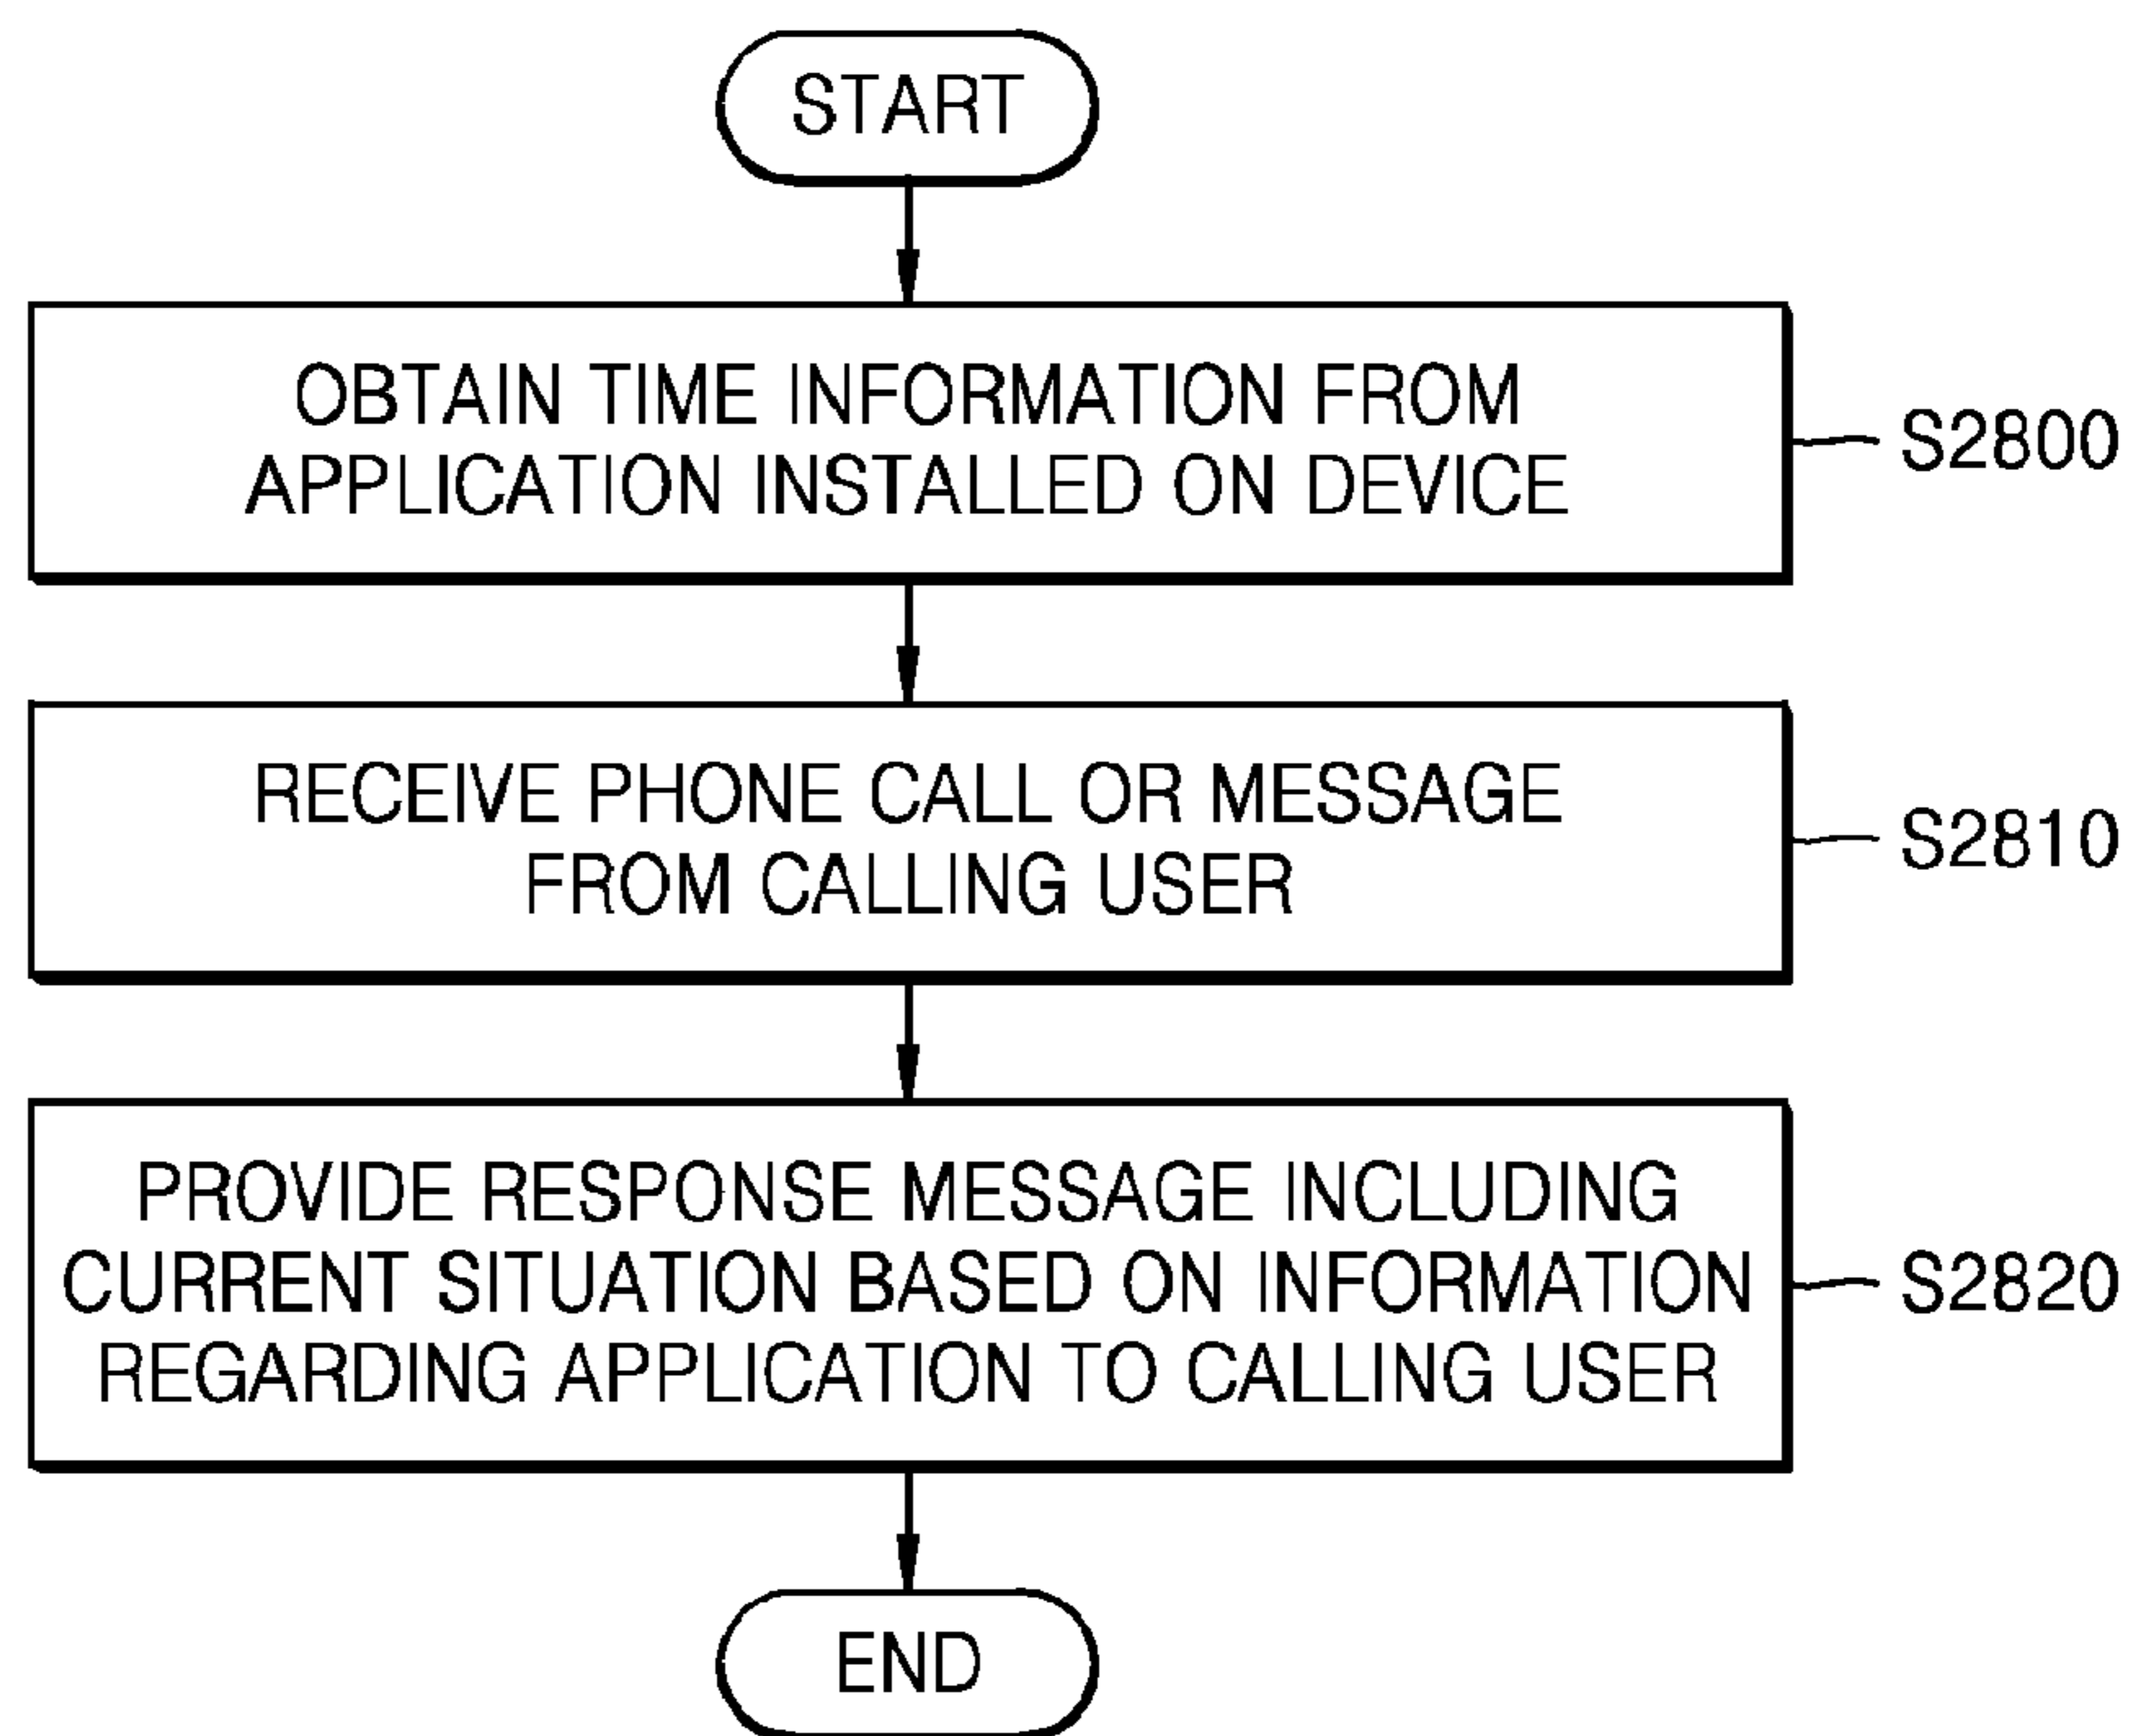 START
OBTAIN TIME INFORMATION FROM
APPLICATION INSTALLED ON DEVICE
S2800
RECEIVE PHONE CALL OR MESSAGE
FROM CALLING USER
S2810
PROVIDE RESPONSE MESSAGE INCLUDING
CURRENT SITUATION BASED ON INFORMATION
REGARDING APPLICATION TO CALLING USER
S2820
END